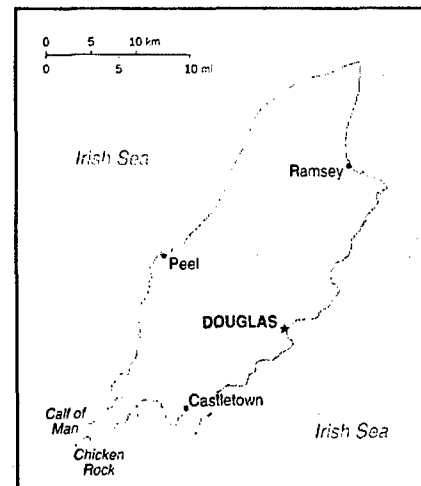 0 5 10 km
0 5 10 mi
Irish Sea
Ramsey
Peel
DOUGLAS
Castletown
Calf of
Man
Chicken
Rock
Irish Sea